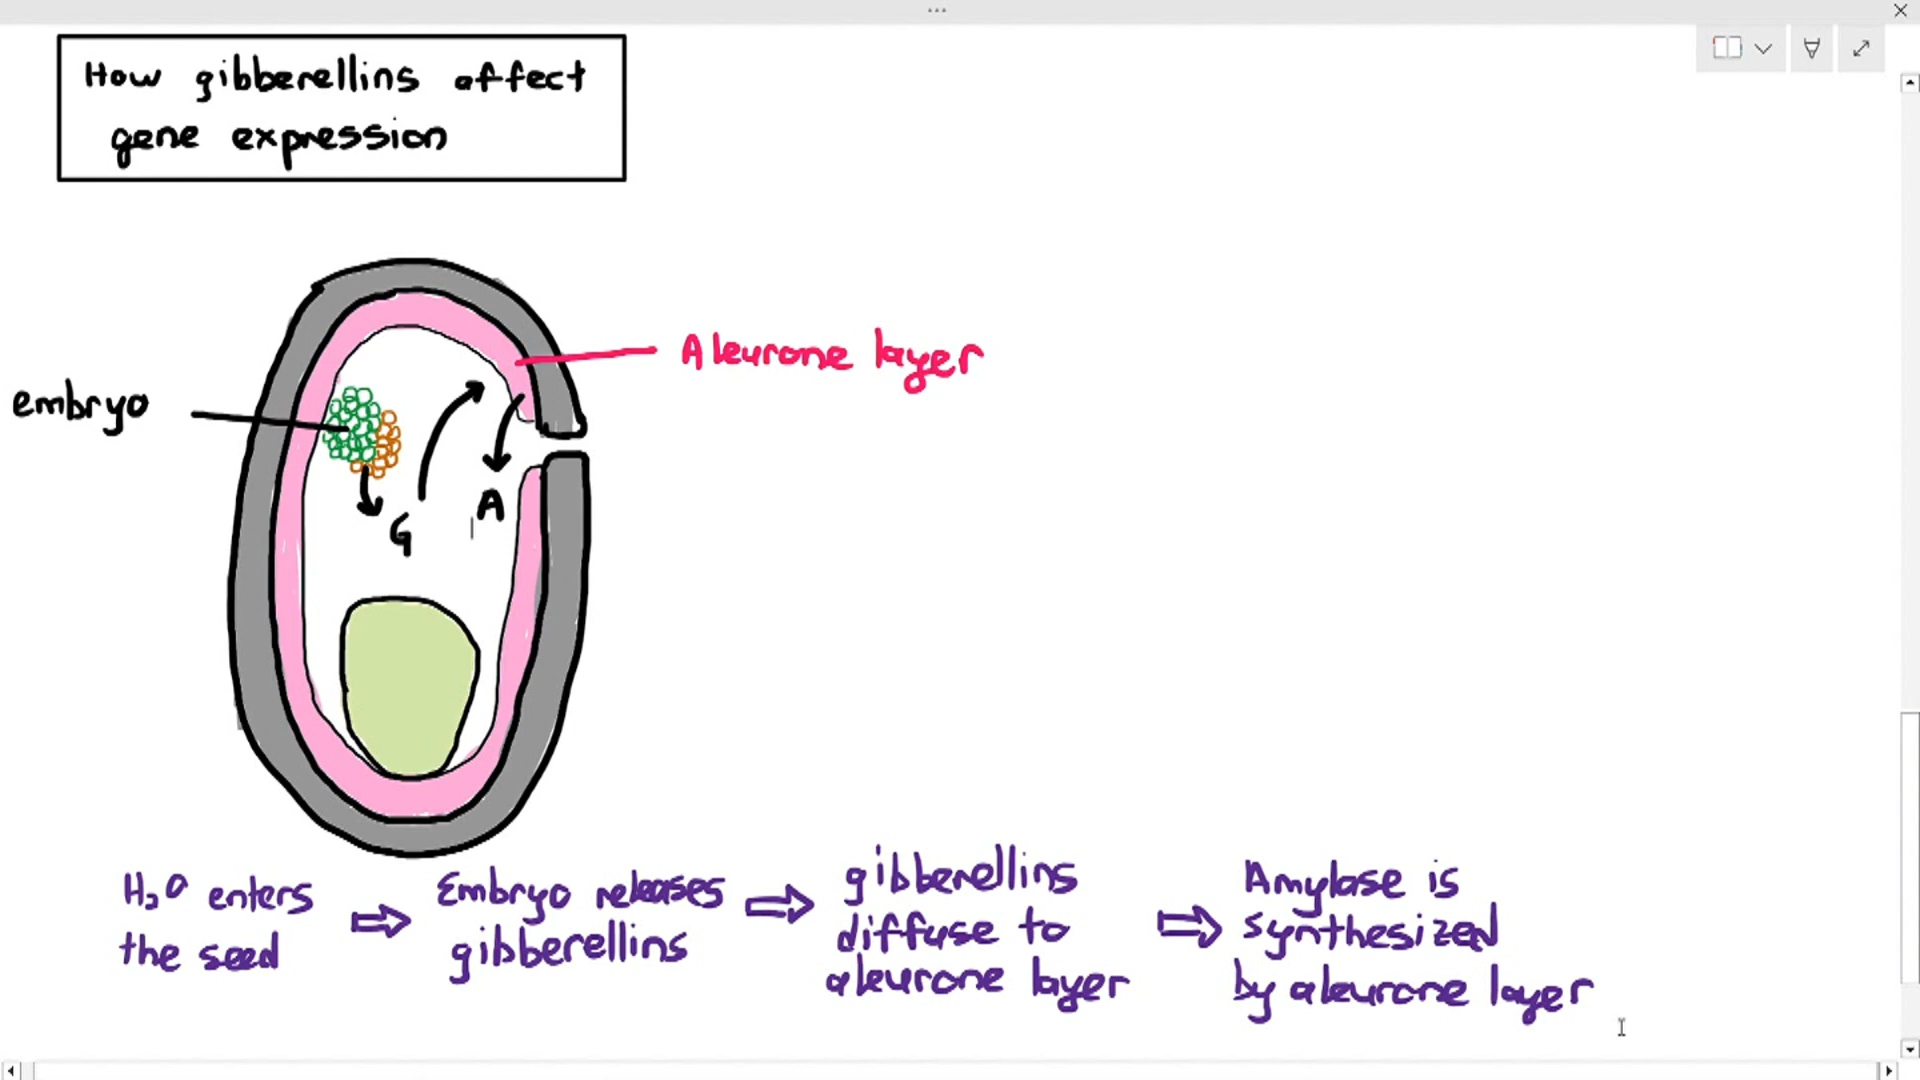 How gibberellins affect
gene expression
Aleurone layer
embryo
A
G
H₂O enters
the seed
Embryo releases
gibberellins
gibberellins
diffuse to
aleurone layer
Amylase is
synthesized
by aleurone layer